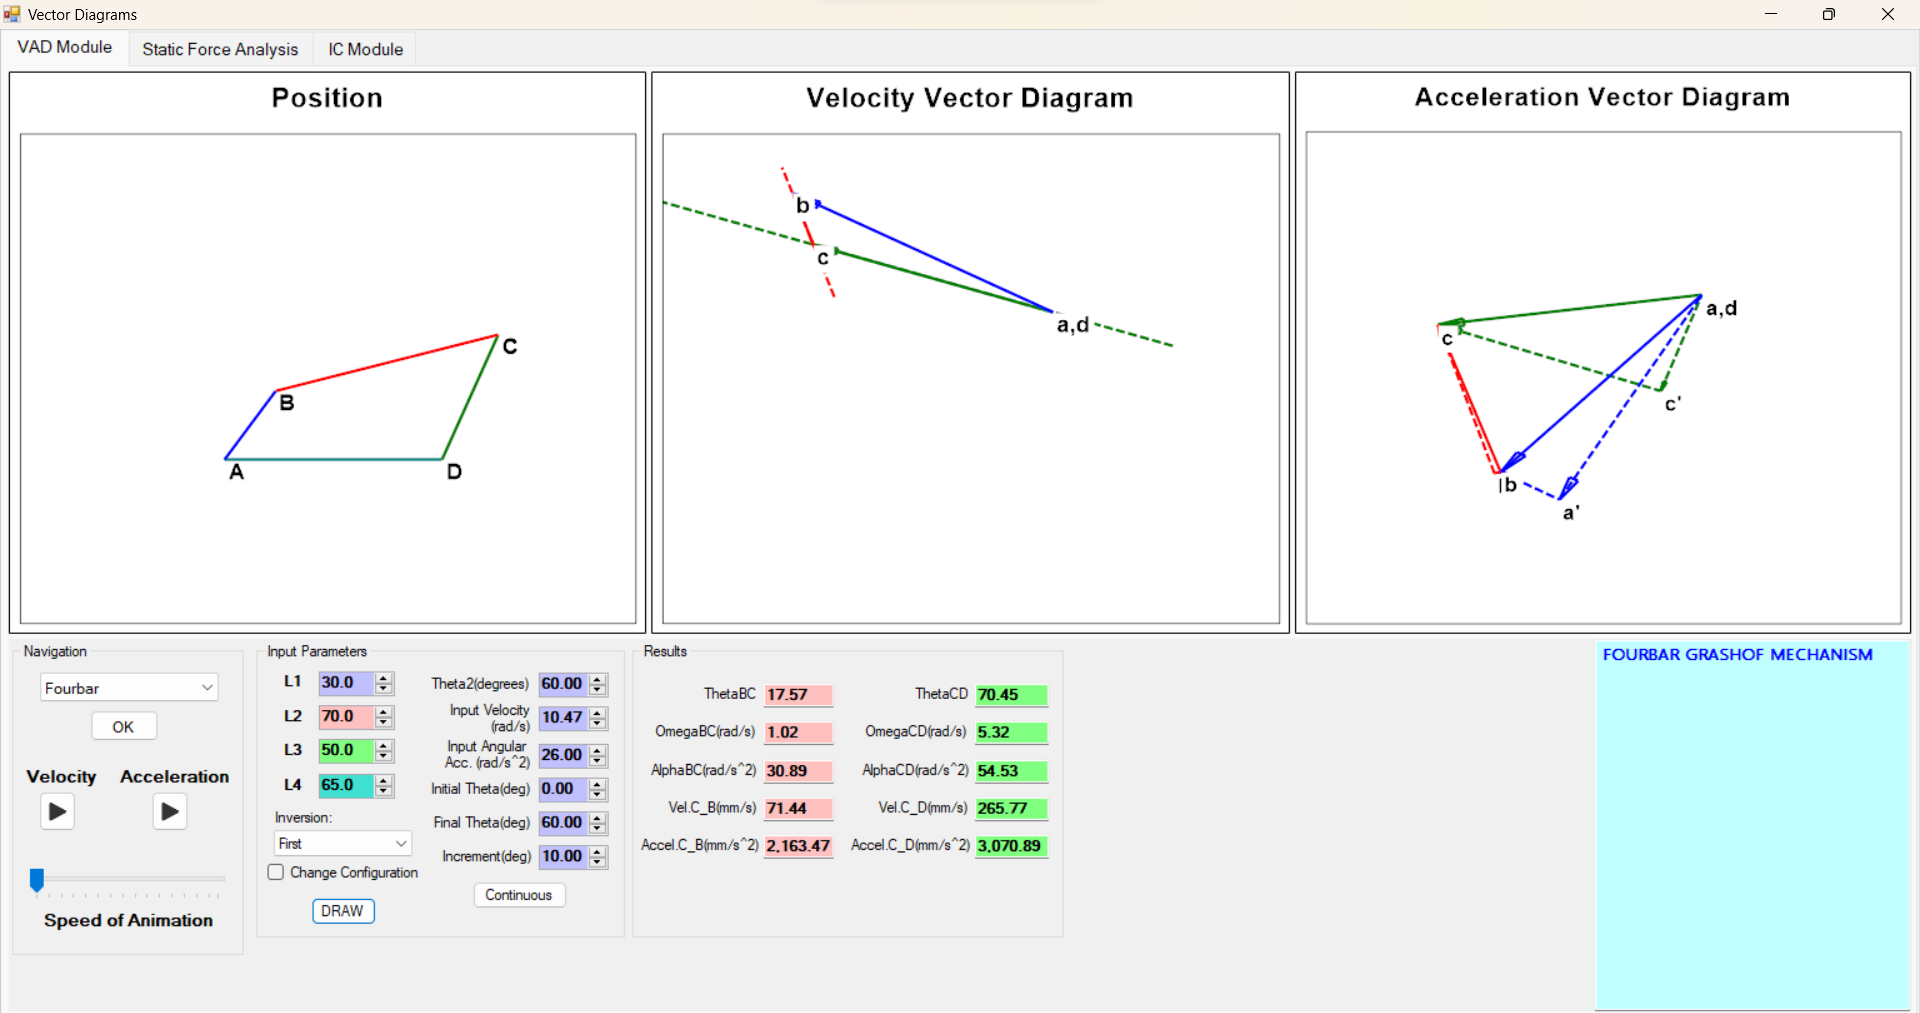 Vector Diagrams
VAD Module
Static Force Analysis
IC Module
Position
B
C
A
D
Velocity Vector Diagram
b
c
a,d
Acceleration Vector Diagram
a,d
c
c'
b
a'
Navigation
Fourbar
OK
Velocity Acceleration
Speed of Animation
Input Parameters
L1 30.0
L2 70.0
L3 50.0
L4 65.0
Inversion:
First
Change Configuration
DRAW
Theta2(degrees) 60.00
Input Velocity
(rad/s) 10.47
Input Angular
Acc. (rad/s^2) 26.00
Initial Theta(deg) 0.00
Final Theta(deg) 60.00
Increment(deg) 10.00
Continuous
Results
ThetaBC 17.57 ThetaCD 70.45
OmegaBC(rad/s) 1.02 OmegaCD(rad/s) 5.32
AlphaBC(rad/s^2) 30.89 AlphaCD(rad/s^2) 54.53
Vel.C_B(mm/s) 71.44 Vel.C_D(mm/s) 265.77
Accel.C_B(mm/s^2) 2,163.47 Accel.C_D(mm/s^2) 3,070.89
FOURBAR GRASHOF MECHANISM